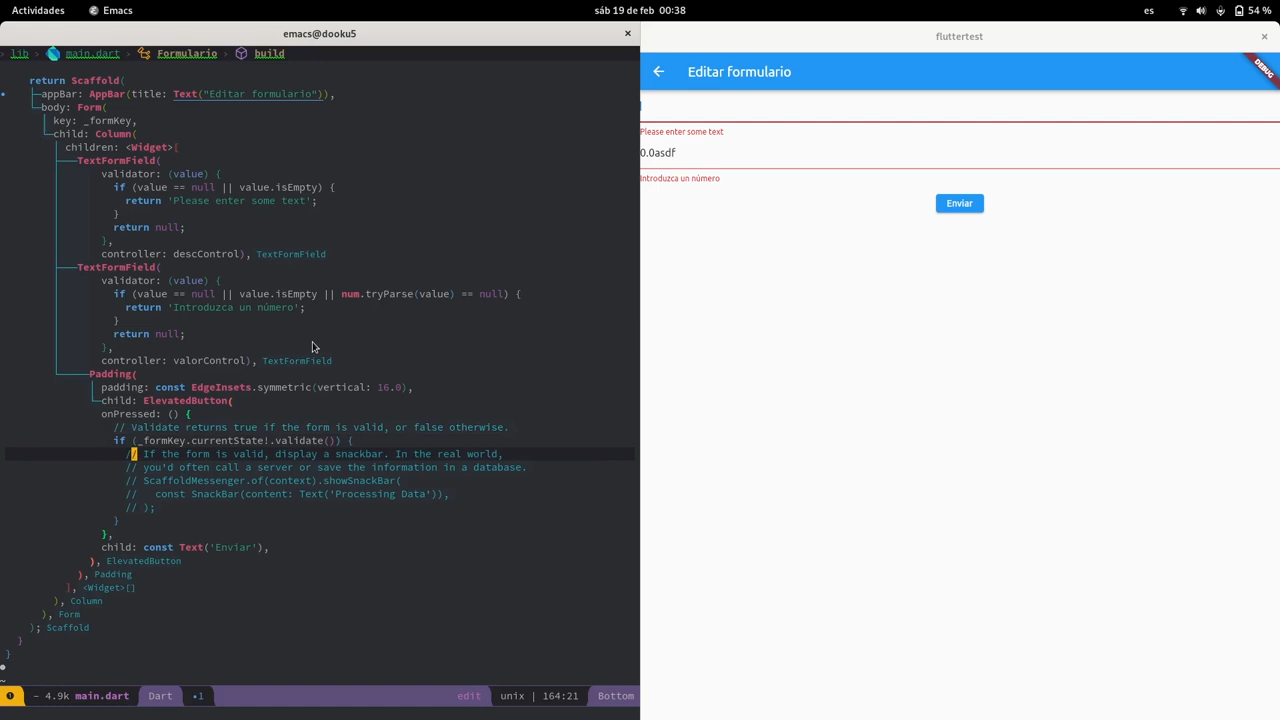 Actividades Emacs sáb 19 de feb 00:38 es 54 %
emacs@dooku5
fluttertest
lib > main.dart > Formulario > build
return Scaffold(
appBar: AppBar(title: Text("Editar formulario")),
body: Form(
key: _formKey,
child: Column(
children: <Widget>[
TextFormField(
validator: (value) {
if (value == null || value.isEmpty) {
return 'Please enter some text';
}
return null;
},
controller: descControl), TextFormField
TextFormField(
validator: (value) {
if (value == null || value.isEmpty || num.tryParse(value) == null) {
return 'Introduzca un número';
}
return null;
},
controller: valorControl), TextFormField
Padding(
padding: const EdgeInsets.symmetric(vertical: 16.0),
child: ElevatedButton(
onPressed: () {
// Validate returns true if the form is valid, or false otherwise.
if (_formKey.currentState!.validate()) {
// If the form is valid, display a snackbar. In the real world,
// you'd often call a server or save the information in a database.
// ScaffoldMessenger.of(context).showSnackBar(
//   const SnackBar(content: Text('Processing Data')),
// );
}
},
child: const Text('Enviar'),
), ElevatedButton
), Padding
], <Widget>[]
), Column
), Form
); Scaffold
}
}
~
- 4.9k main.dart Dart •1 edit unix | 164:21 Bottom
Editar formulario
DEBUG
Please enter some text
0.0asdf
Introduzca un número
Enviar